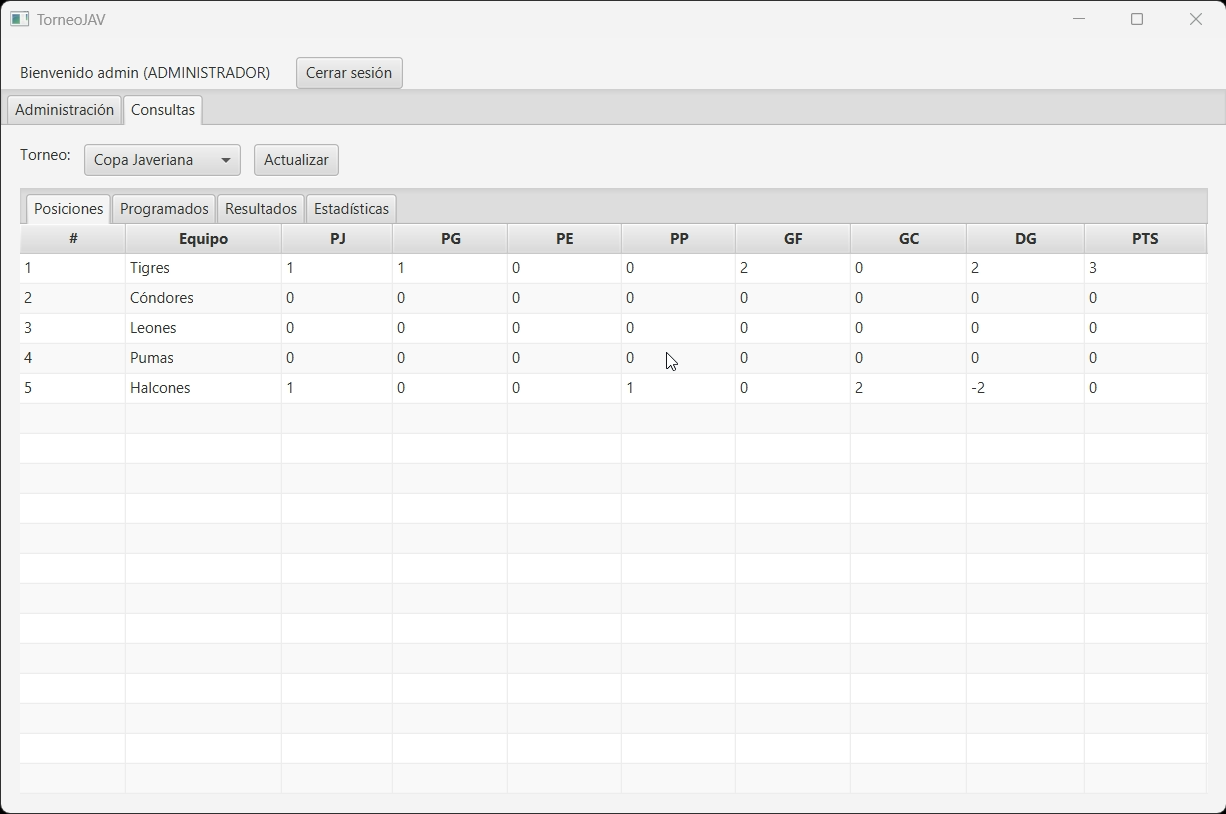 TorneoJAV
Bienvenido admin (ADMINISTRADOR) Cerrar sesión
Administración Consultas
Torneo: Copa Javeriana Actualizar
Posiciones Programados Resultados Estadísticas
# Equipo PJ PG PE PP GF GC DG PTS
1 Tigres 1 1 0 0 2 0 2 3
2 Cóndores 0 0 0 0 0 0 0 0
3 Leones 0 0 0 0 0 0 0 0
4 Pumas 0 0 0 0 0 0 0 0
5 Halcones 1 0 0 1 0 2 -2 0